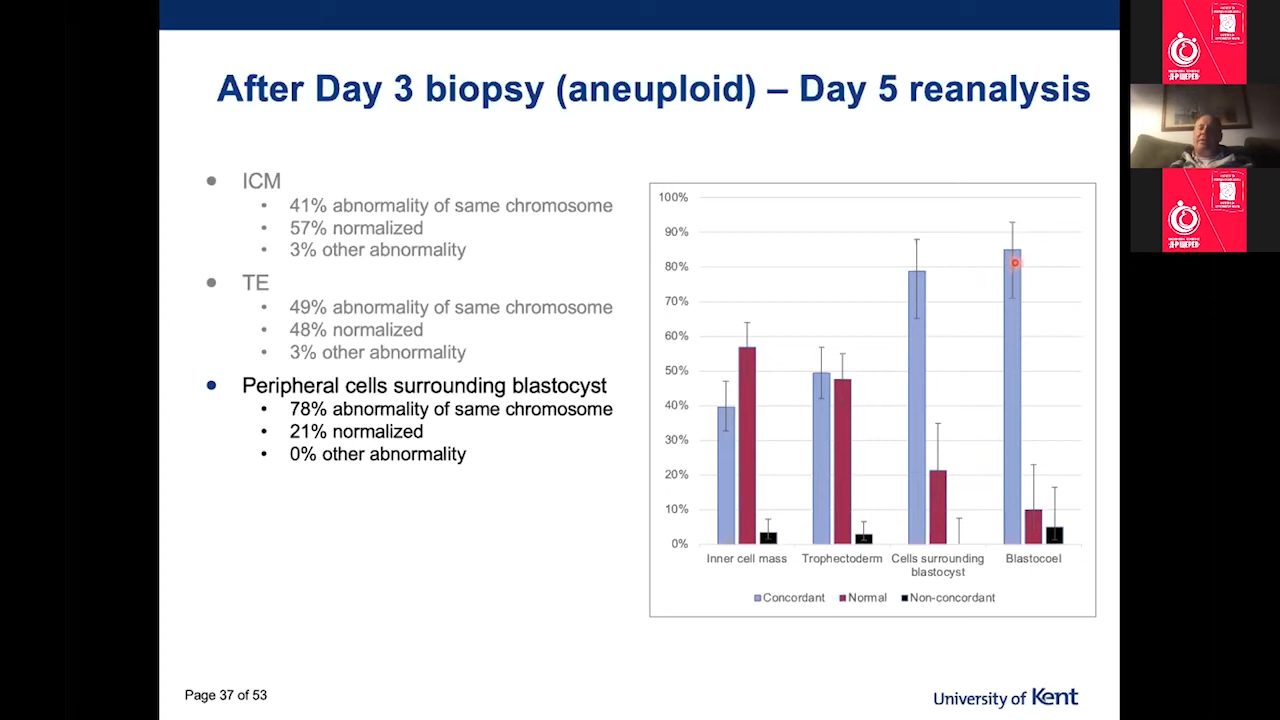 After Day 3 biopsy (aneuploid) – Day 5 reanalysis
• ICM
• 41% abnormality of same chromosome
• 57% normalized
• 3% other abnormality
• TE
• 49% abnormality of same chromosome
• 48% normalized
• 3% other abnormality
• Peripheral cells surrounding blastocyst
• 78% abnormality of same chromosome
• 21% normalized
• 0% other abnormality
100%
90%
80%
70%
60%
50%
40%
30%
20%
10%
0%
Inner cell mass
Trophectoderm
Cells surrounding
blastocyst
Blastocoel
Concordant Normal Non-concordant
Page 37 of 53
University of Kent
Д-Р ЩЕРЕВ
Д-Р ЩЕРЕВ